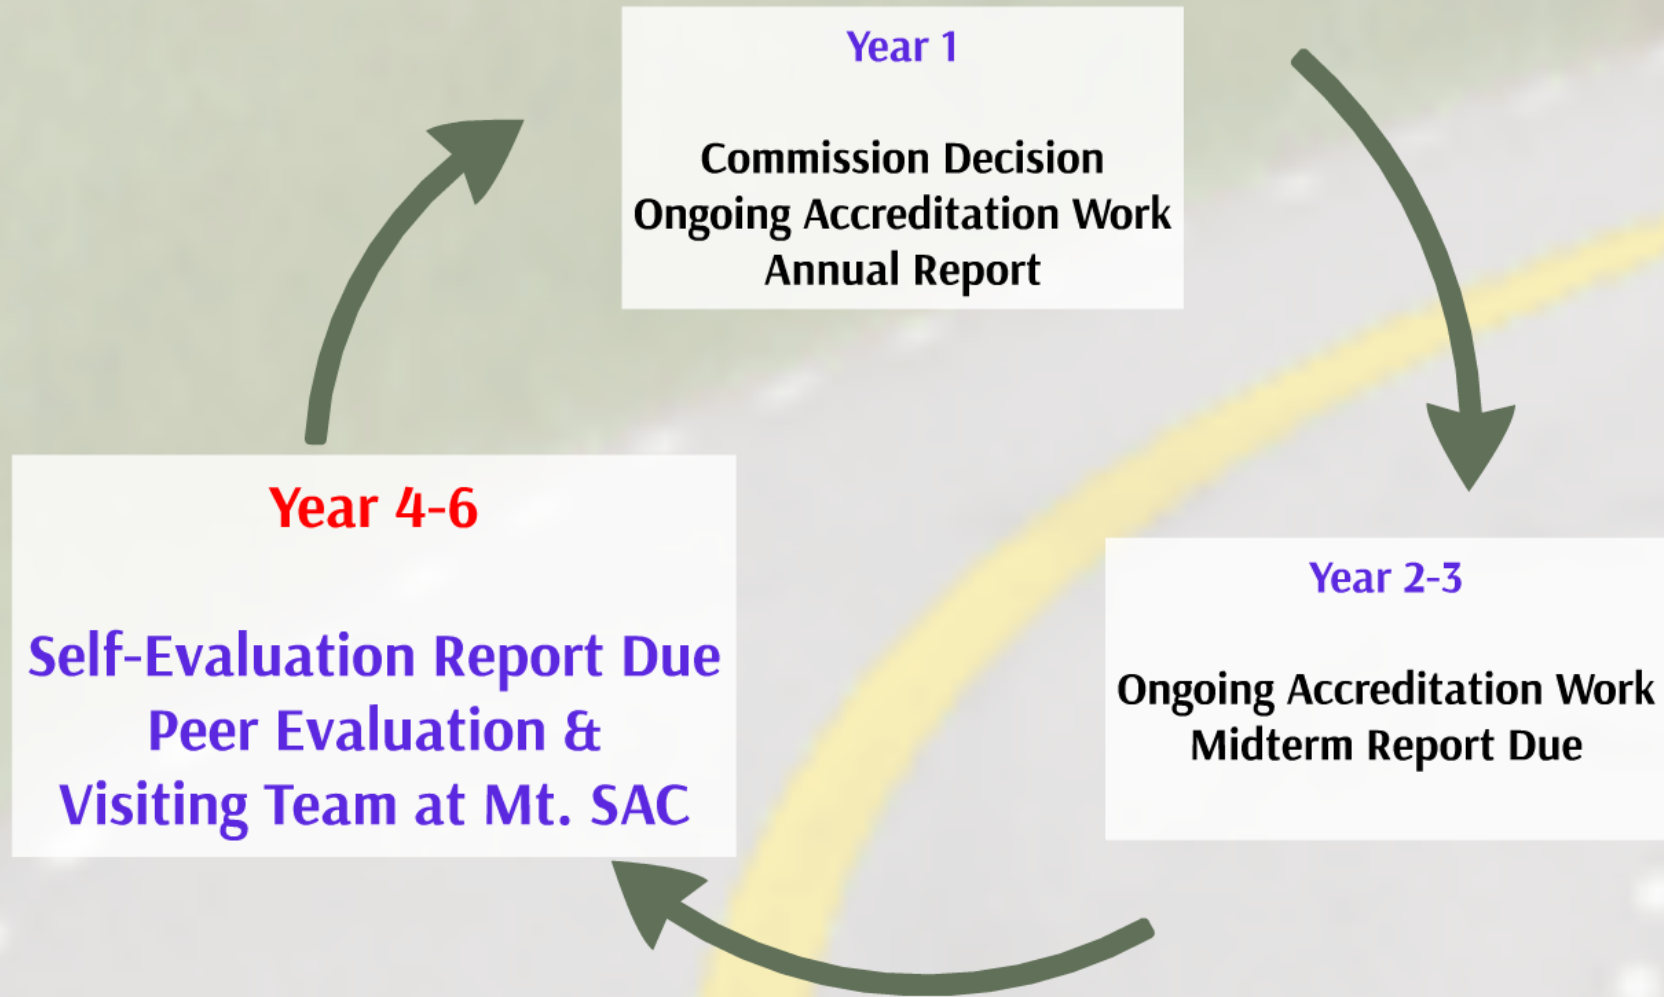 Year 1
Commission Decision
Ongoing Accreditation Work
Annual Report
Year 2-3
Ongoing Accreditation Work
Midterm Report Due
Year 4-6
Self-Evaluation Report Due
Peer Evaluation &
Visiting Team at Mt. SAC